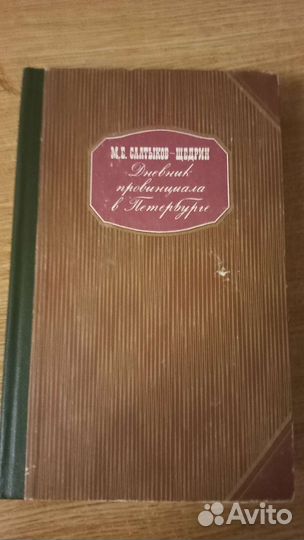 М.Е. САЛТЫКОВ-ЩЕДРИН
Дневник
провинциала
в Петербурге
Avito